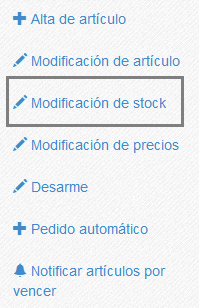 Alta de artículo
Modificación de artículo
Modificación de stock
Modificación de precios
Desarme
Pedido automático
Notificar artículos por
vencer